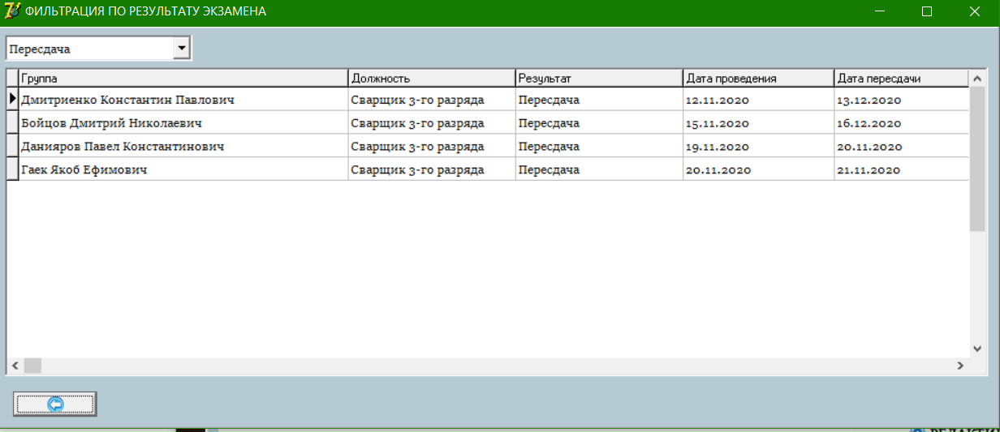 ФИЛЬТРАЦИЯ ПО РЕЗУЛЬТАТУ ЭКЗАМЕНА
Пересдача
Группа Должность Результат Дата проведения Дата пересдачи
Дмитриенко Константин Павлович Сварщик 3-го разряда Пересдача 12.11.2020 13.12.2020
Бойцов Дмитрий Николаевич Сварщик 3-го разряда Пересдача 15.11.2020 16.12.2020
Данияров Павел Константинович Сварщик 3-го разряда Пересдача 19.11.2020 20.11.2020
Гаек Якоб Ефимович Сварщик 3-го разряда Пересдача 20.11.2020 21.11.2020